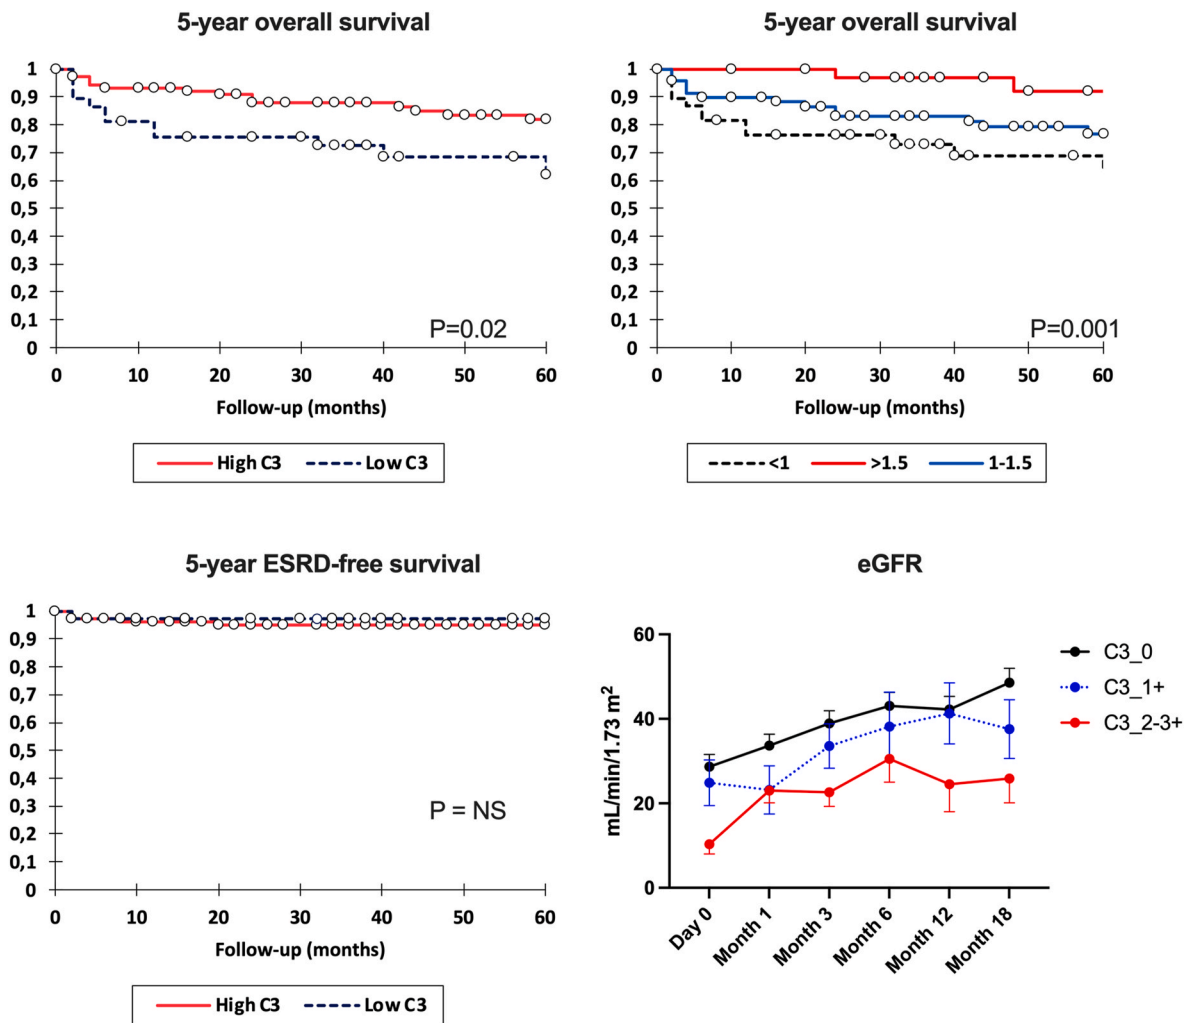 5-year overall survival
1
0,9
0,8
0,7
0,6
0,5
0,4
0,3
0,2
0,1
0
P=0.02
0 10 20 30 40 50 60
Follow-up (months)
High C3 Low C3
5-year overall survival
1
0,9
0,8
0,7
0,6
0,5
0,4
0,3
0,2
0,1
0
P=0.001
0 10 20 30 40 50 60
Follow-up (months)
<1 >1.5 1-1.5
5-year ESRD-free survival
1
0,9
0,8
0,7
0,6
0,5
0,4
0,3
0,2
0,1
0
P = NS
0 10 20 30 40 50 60
Follow-up (months)
High C3 Low C3
eGFR
mL/min/1.73 m²
60
40
20
0
Day 0 Month 1 Month 3 Month 6 Month 12 Month 18
C3_0
C3_1+
C3_2-3+